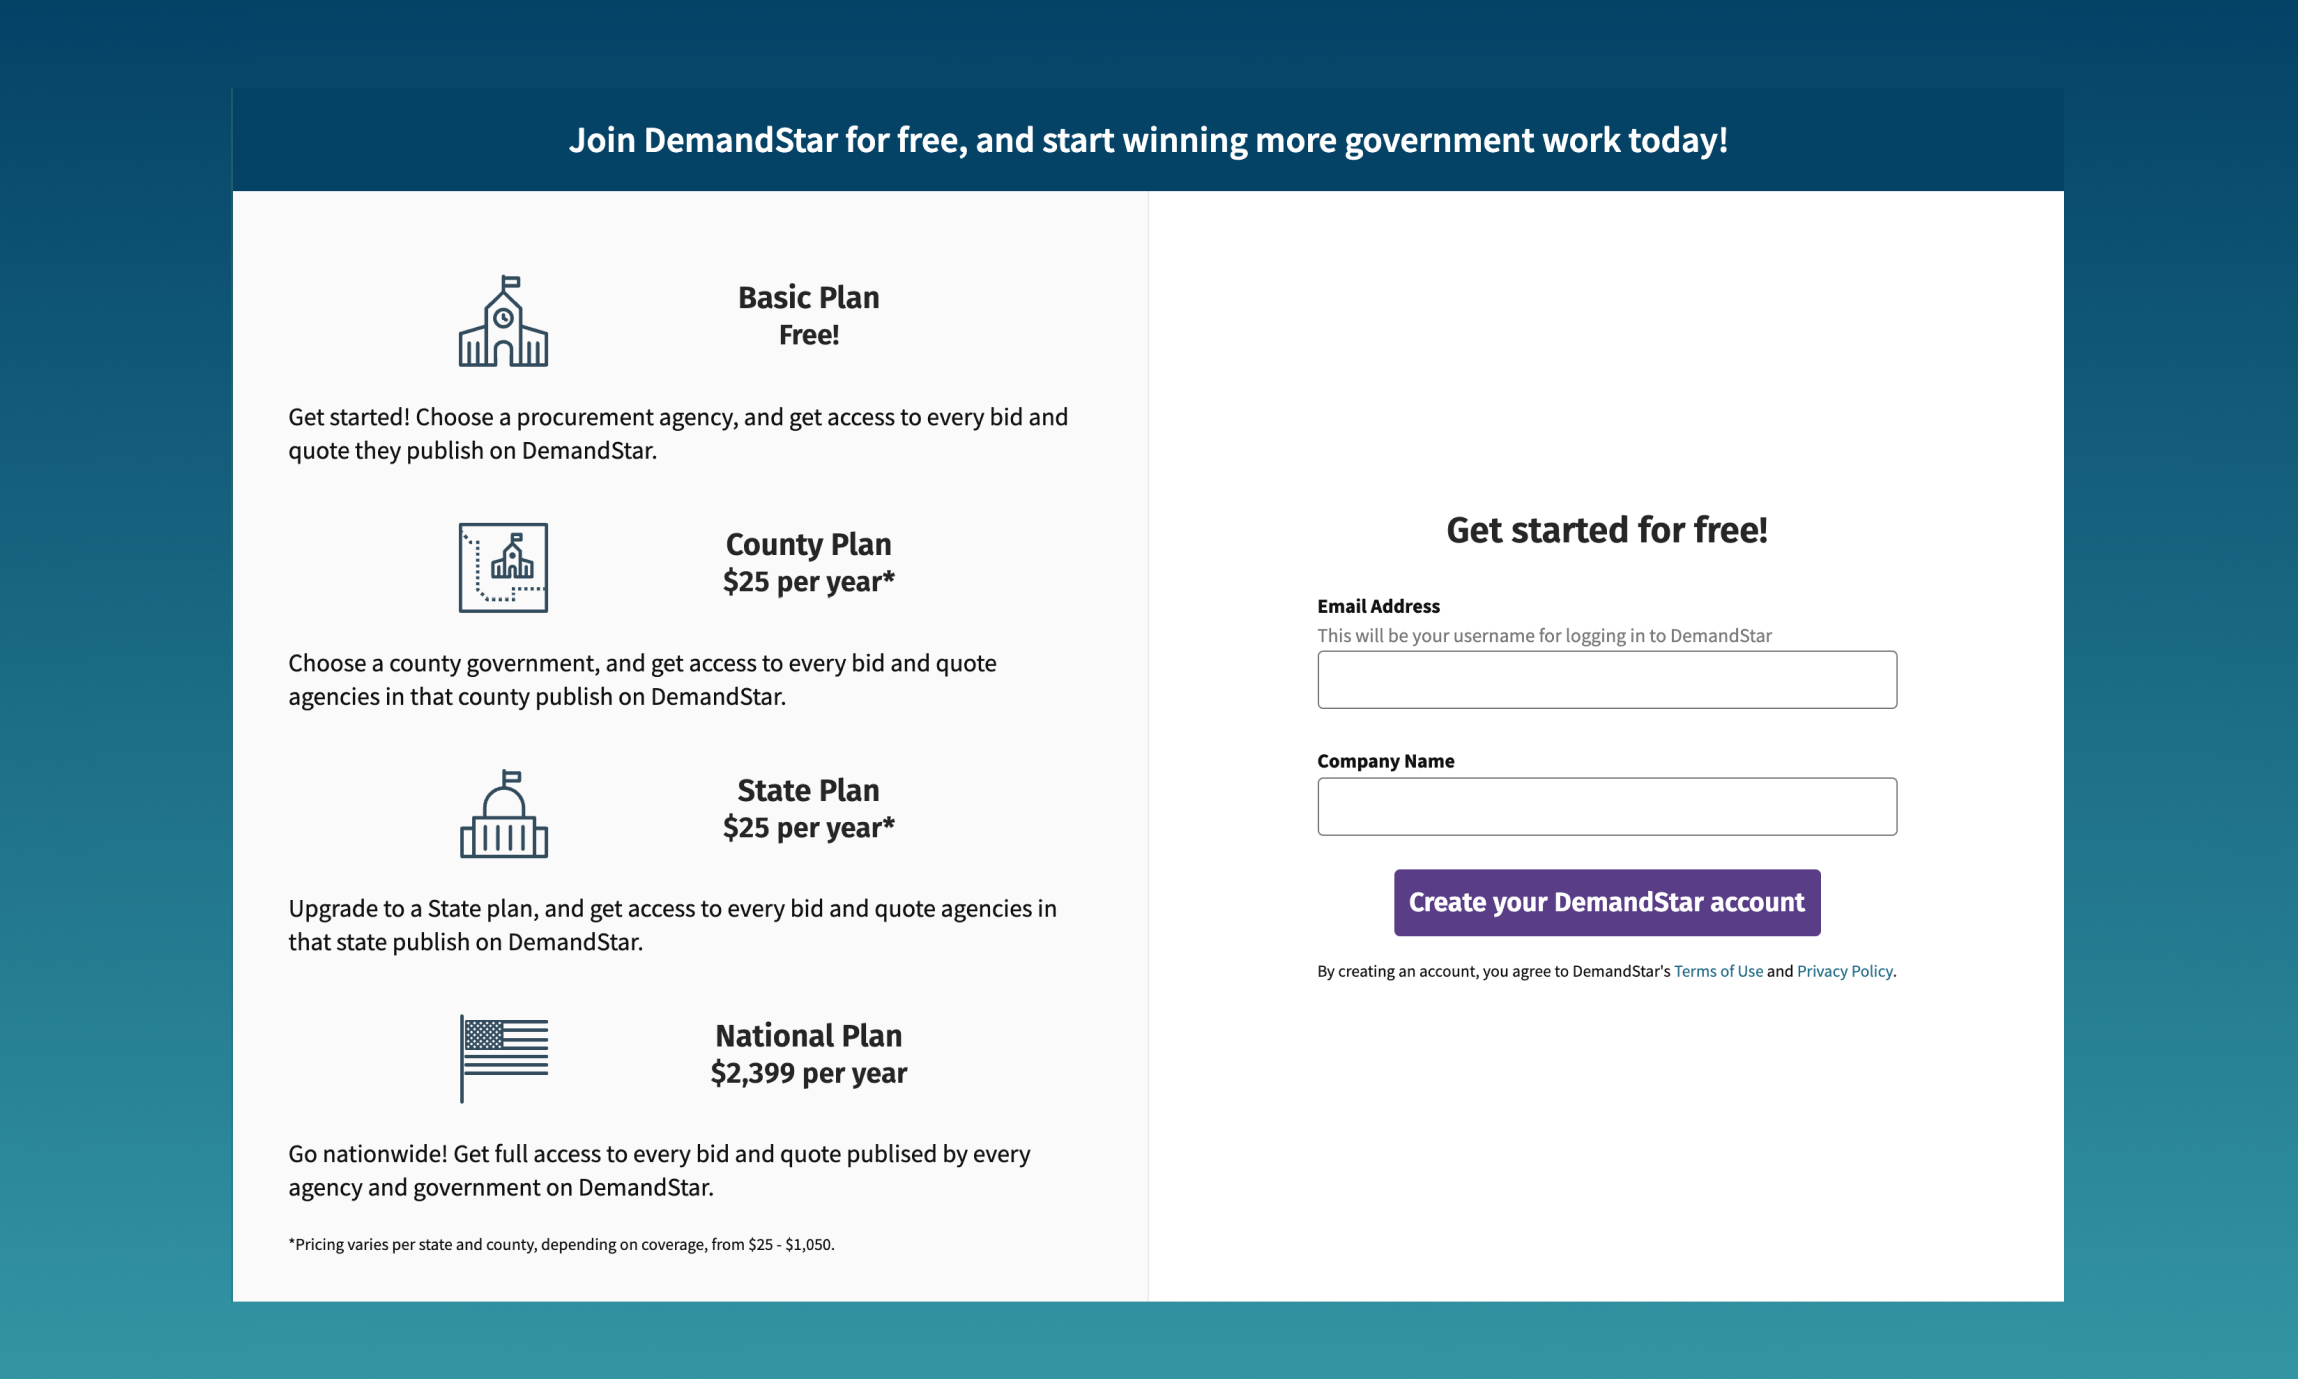 Join DemandStar for free, and start winning more government work today!
Basic Plan
Free!
Get started! Choose a procurement agency, and get access to every bid and
quote they publish on DemandStar.
County Plan
$25 per year*
Choose a county government, and get access to every bid and quote
agencies in that county publish on DemandStar.
State Plan
$25 per year*
Upgrade to a State plan, and get access to every bid and quote agencies in
that state publish on DemandStar.
National Plan
$2,399 per year
Go nationwide! Get full access to every bid and quote publised by every
agency and government on DemandStar.
*Pricing varies per state and county, depending on coverage, from $25 - $1,050.
Get started for free!
Email Address
This will be your username for logging in to DemandStar
Company Name
Create your DemandStar account
By creating an account, you agree to DemandStar's Terms of Use and Privacy Policy.